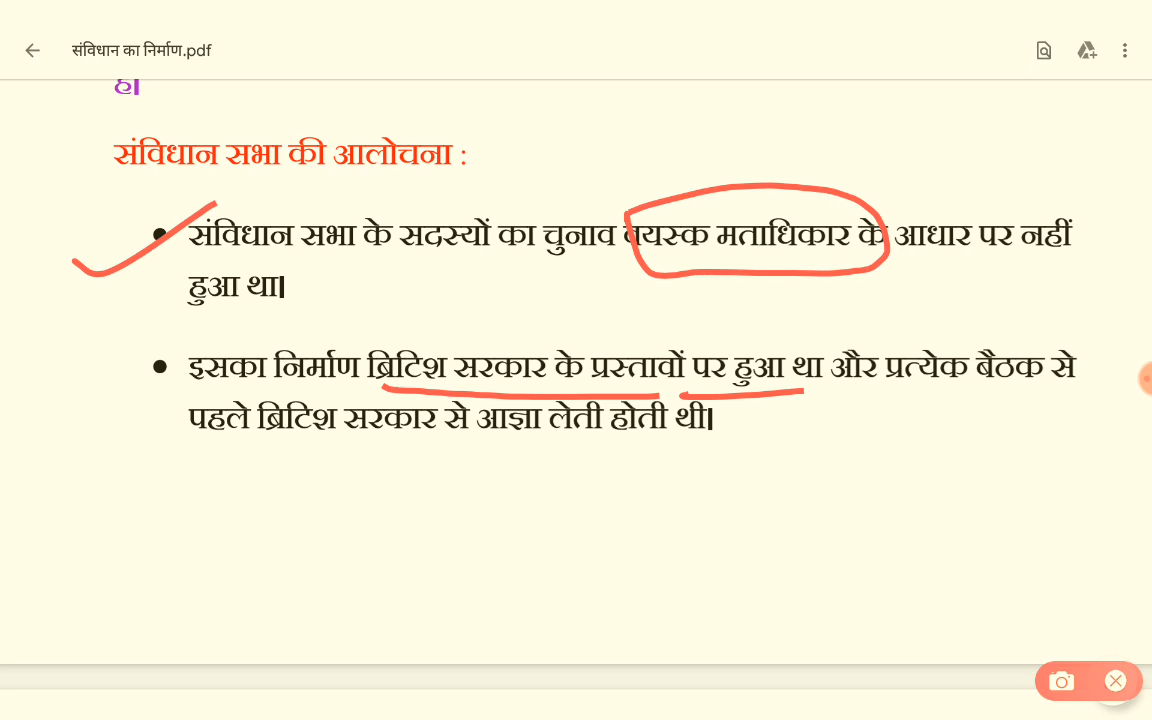 संविधान का निर्माण.pdf
है।
संविधान सभा की आलोचना :
• संविधान सभा के सदस्यों का चुनाव वयस्क मताधिकार के आधार पर नहीं
हुआ था।
• इसका निर्माण ब्रिटिश सरकार के प्रस्तावों पर हुआ था और प्रत्येक बैठक से
पहले ब्रिटिश सरकार से आज्ञा लेती होती थी।